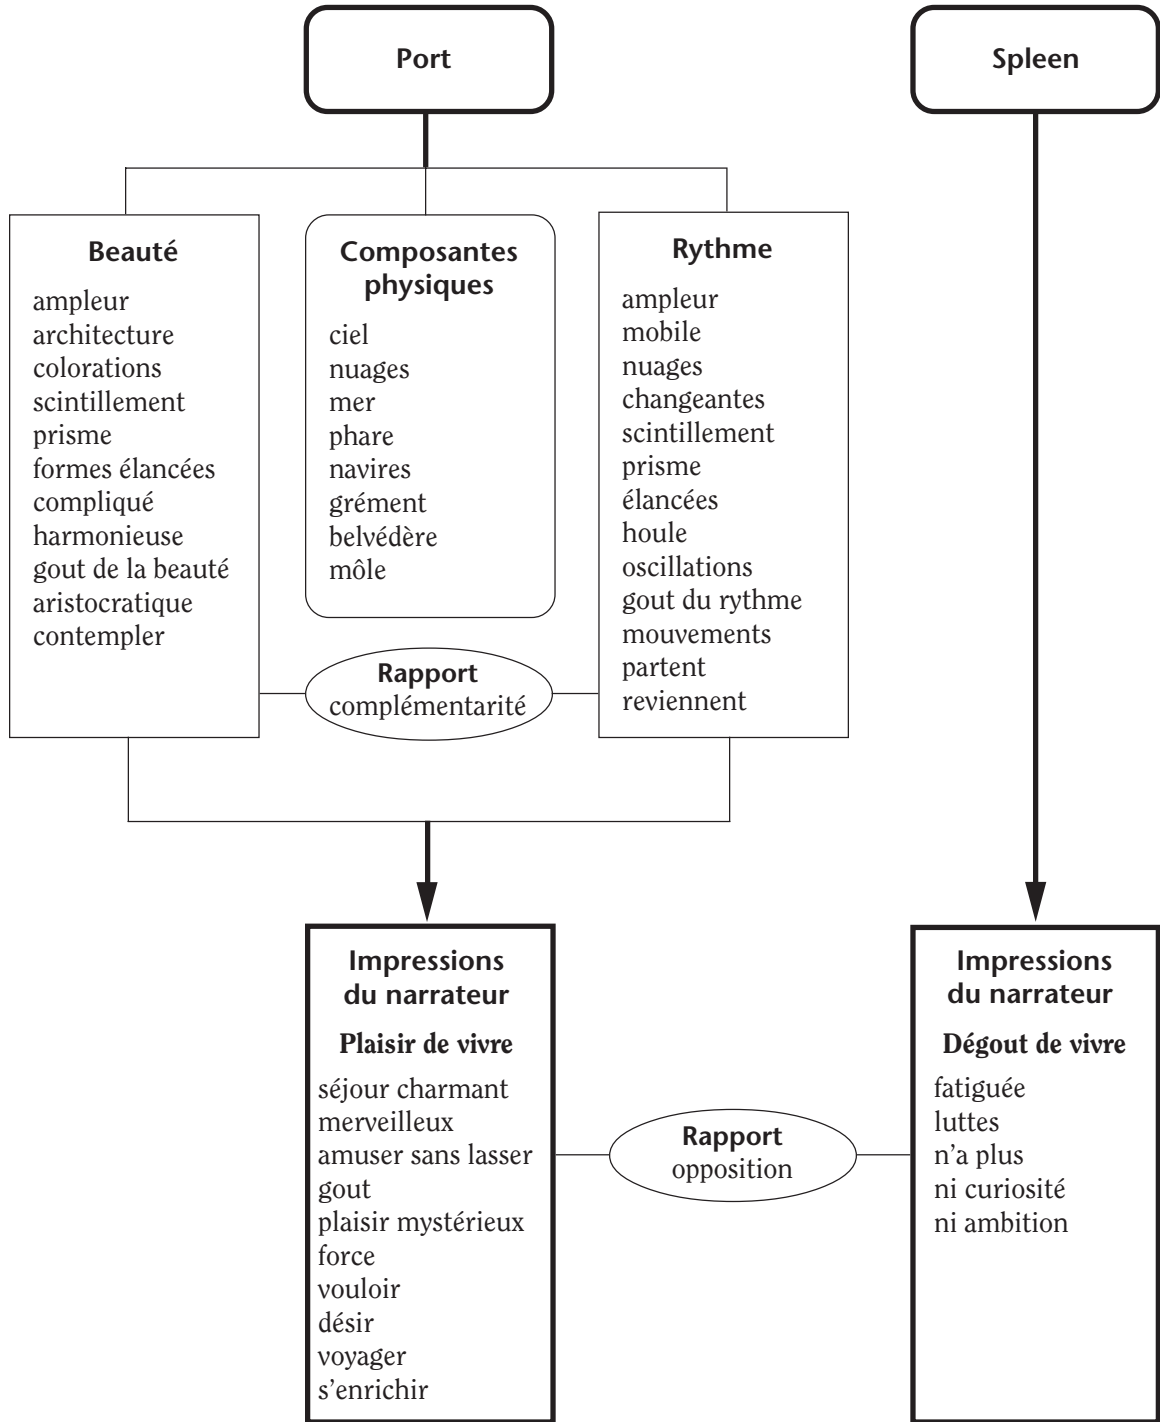 Port
Spleen
Beauté
ampleur
architecture
colorations
scintillement
prisme
formes élancées
compliqué
harmonieuse
gout de la beauté
aristocratique
contempler
Composantes
physiques
ciel
nuages
mer
phare
navires
grément
belvédère
môle
Rythme
ampleur
mobile
nuages
changeantes
scintillement
prisme
élancées
houle
oscillations
gout du rythme
mouvements
partent
reviennent
Rapport
complémentarité
Impressions
du narrateur
Plaisir de vivre
séjour charmant
merveilleux
amuser sans lasser
gout
plaisir mystérieux
force
vouloir
désir
voyager
s'enrichir
Rapport
opposition
Impressions
du narrateur
Dégout de vivre
fatiguée
luttes
n'a plus
ni curiosité
ni ambition